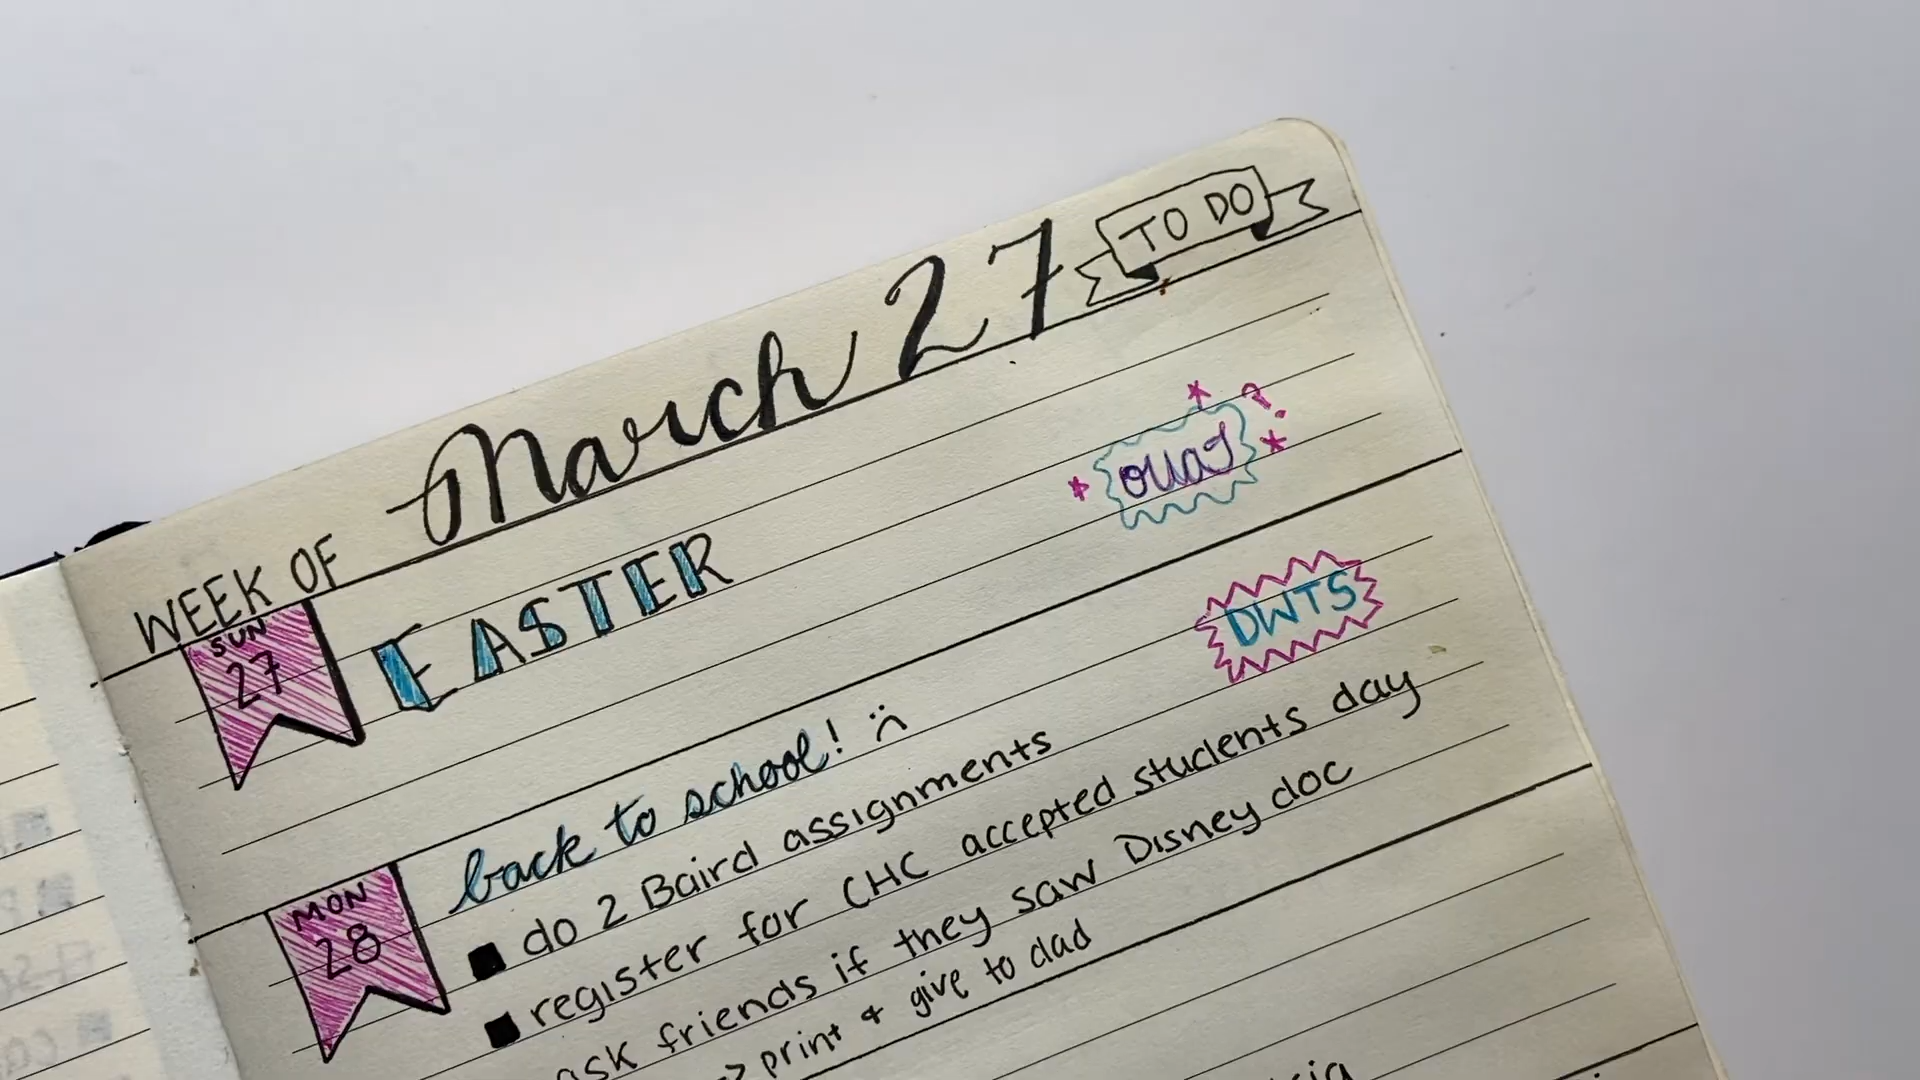 WEEK OF March 27
TO DO
SUN
27
EASTER
OUAT
DWTS
MON
28
back to school! :(
do 2 Baird assignments
register for CHC accepted students day
ask friends if they saw Disney doc
print & give to dad